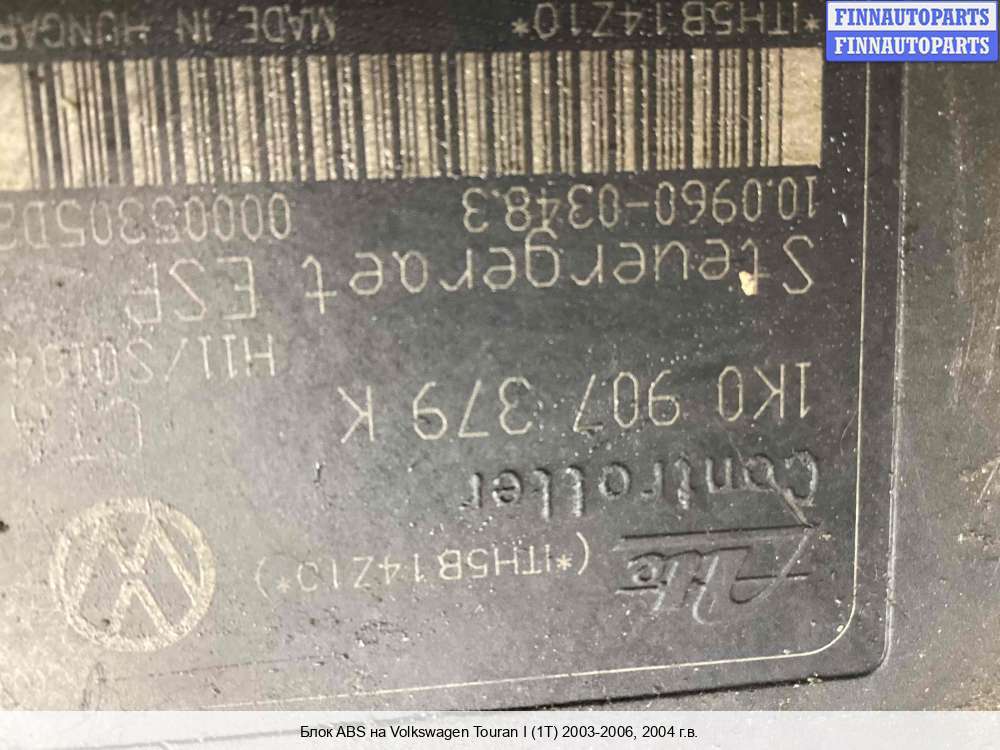 FINNAUTOPARTS
FINNAUTOPARTS
Ate
(*1TH5B14Z10*)
Controller
1K0 907 379 K
Steuergeraet ESP
10.0960-0348.3
00005305D
*1TH5B14Z10*
MADE IN HUNGAR
Блок ABS на Volkswagen Touran I (1T) 2003-2006, 2004 г.в.